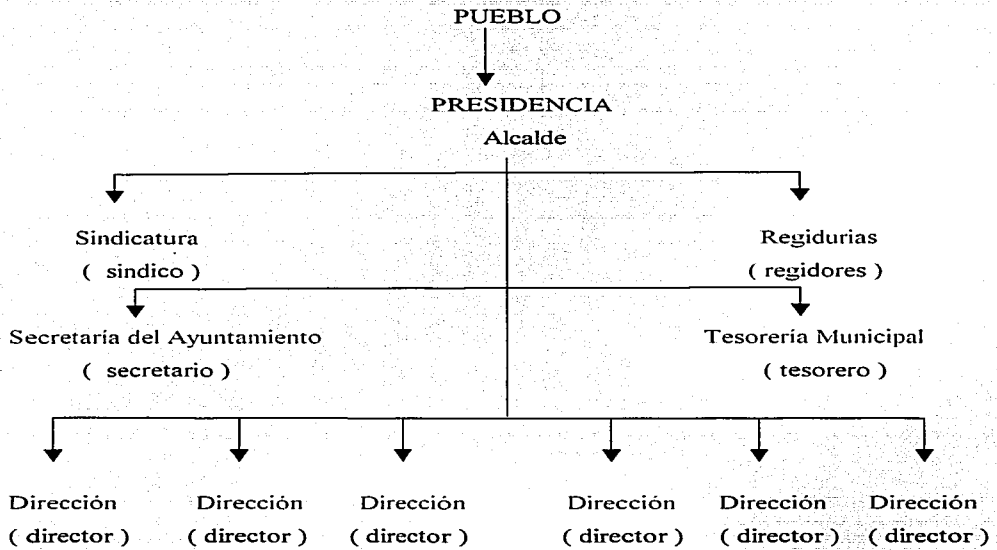 PUEBLO
PRESIDENCIA
Alcalde
Sindicatura
( sindico )
Regidurias
( regidores )
Secretaría del Ayuntamiento
( secretario )
Tesorería Municipal
( tesorero )
Dirección Dirección Dirección Dirección Dirección Dirección
( director ) ( director ) ( director ) ( director ) ( director ) ( director )